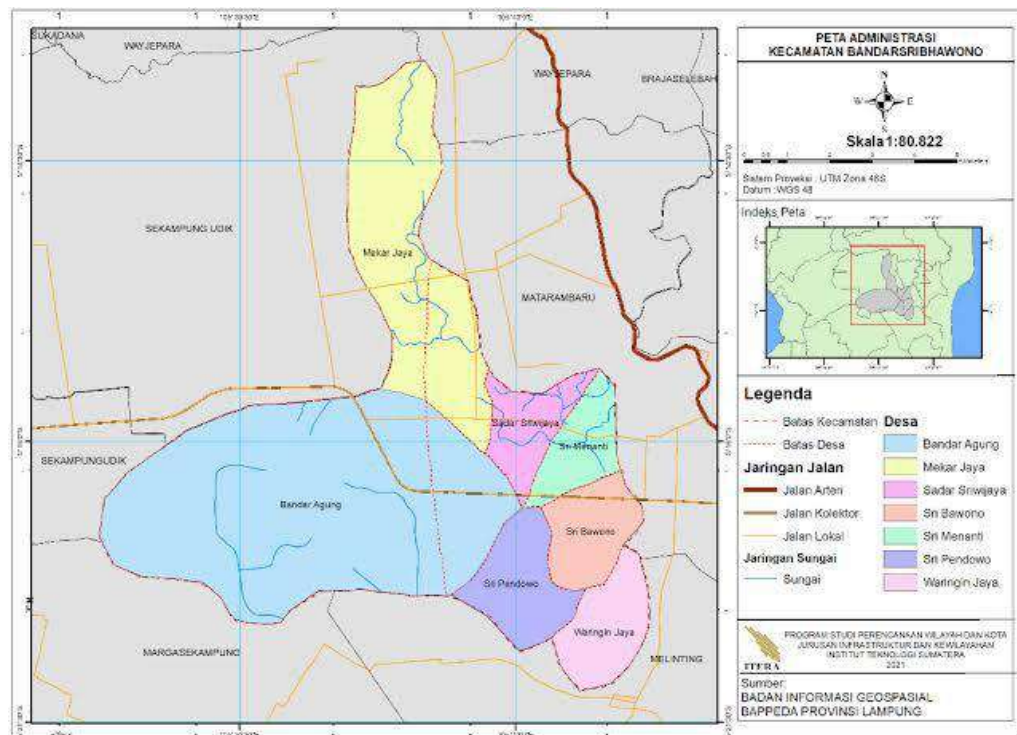 PETA ADMINISTRASI
KECAMATAN BANDARSRIBHAWONO
N
W E
S
Skala 1:80.822
Sistem Proyeksi : UTM Zona 48S
Datum :WGS 48
Indeks Peta
Legenda
Batas Kecamatan
Batas Desa
Jaringan Jalan
Jalan Arteri
Jalan Kolektor
Jalan Lokal
Jaringan Sungai
Sungai
Desa
Bandar Agung
Mekar Jaya
Sadar Sriwijaya
Sri Bawono
Sri Menanti
Sri Pendowo
Waringin Jaya
ITERA
PROGRAM STUDI PERENCANAAN WILAYAH DAN KOTA
JURUSAN INFRASTRUKTUR DAN KEWILAYAHAN
INSTITUT TEKNOLOGI SUMATERA
2021
Sumber:
BADAN INFORMASI GEOSPASIAL
BAPPEDA PROVINSI LAMPUNG
SUKADANA
WAYJEPARA
WAYJEPARA
BRAJASELEBAH
SEKAMPUNG UDIK
Mekar Jaya
MATARAMBARU
Sadar Sriwijaya
Sri Menanti
SEKAMPUNGUDIK
Bandar Agung
Sri Bawono
Sri Pendowo
Waringin Jaya
MARGASEKAMPUNG
MELINTING